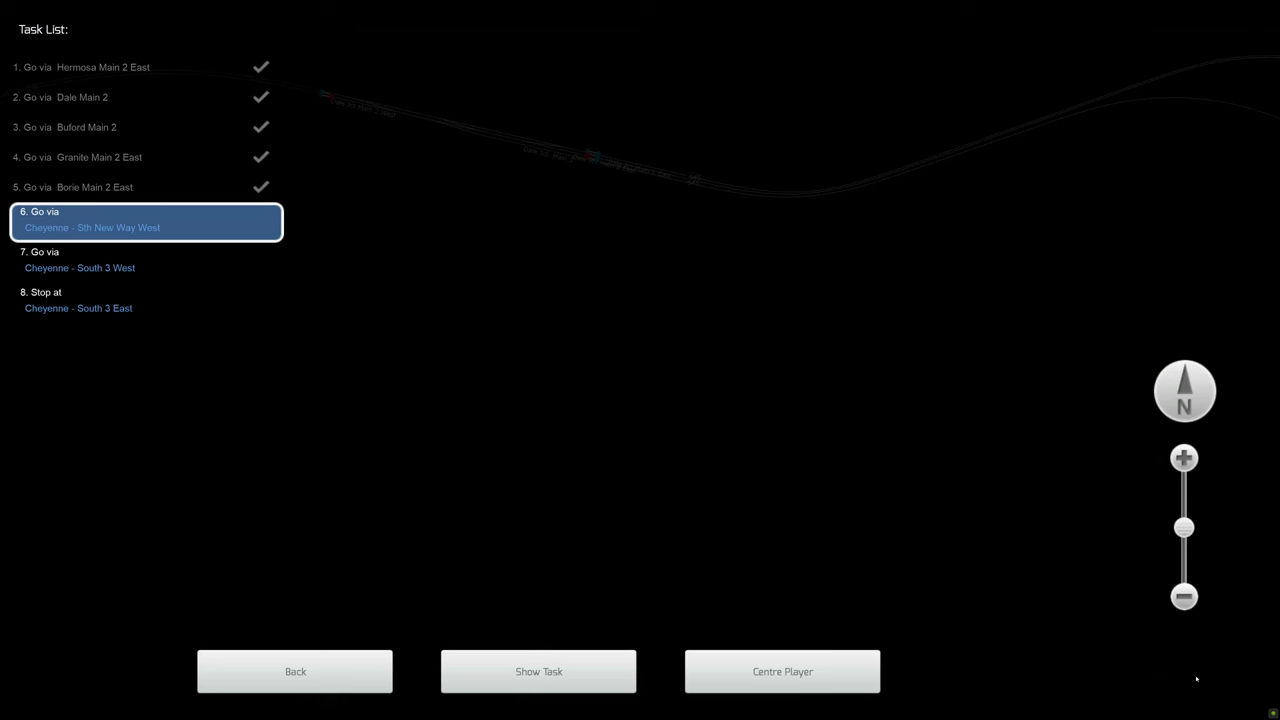 Task List:
1. Go via Hermosa Main 2 East
2. Go via Dale Main 2
3. Go via Buford Main 2
4. Go via Granite Main 2 East
5. Go via Borie Main 2 East
6. Go via
Cheyenne - Sth New Way West
7. Go via
Cheyenne - South 3 West
8. Stop at
Cheyenne - South 3 East
N
Back
Show Task
Centre Player